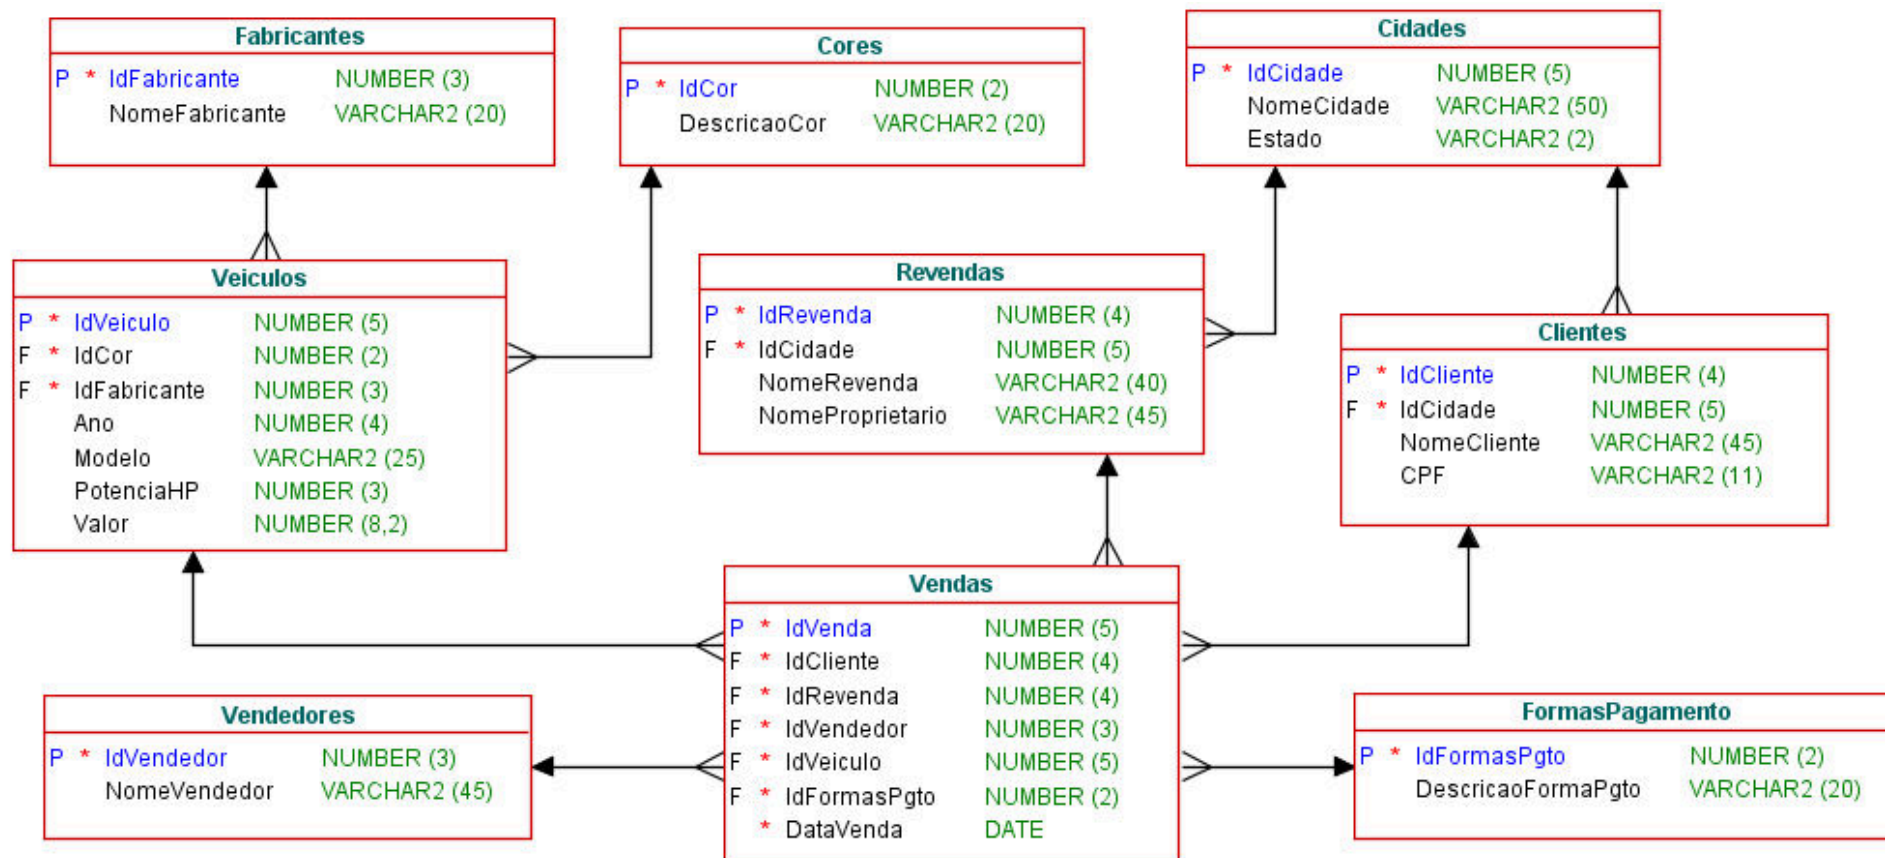 Fabricantes
P * IdFabricante NUMBER (3)
NomeFabricante VARCHAR2 (20)
Cores
P * IdCor NUMBER (2)
DescricaoCor VARCHAR2 (20)
Cidades
P * IdCidade NUMBER (5)
NomeCidade VARCHAR2 (50)
Estado VARCHAR2 (2)
Veiculos
P * IdVeiculo NUMBER (5)
F * IdCor NUMBER (2)
F * IdFabricante NUMBER (3)
Ano NUMBER (4)
Modelo VARCHAR2 (25)
PotenciaHP NUMBER (3)
Valor NUMBER (8,2)
Revendas
P * IdRevenda NUMBER (4)
F * IdCidade NUMBER (5)
NomeRevenda VARCHAR2 (40)
NomeProprietario VARCHAR2 (45)
Clientes
P * IdCliente NUMBER (4)
F * IdCidade NUMBER (5)
NomeCliente VARCHAR2 (45)
CPF VARCHAR2 (11)
Vendas
P * IdVenda NUMBER (5)
F * IdCliente NUMBER (4)
F * IdRevenda NUMBER (4)
F * IdVendedor NUMBER (3)
F * IdVeiculo NUMBER (5)
F * IdFormasPgto NUMBER (2)
* DataVenda DATE
Vendedores
P * IdVendedor NUMBER (3)
NomeVendedor VARCHAR2 (45)
FormasPagamento
P * IdFormasPgto NUMBER (2)
DescricaoFormaPgto VARCHAR2 (20)